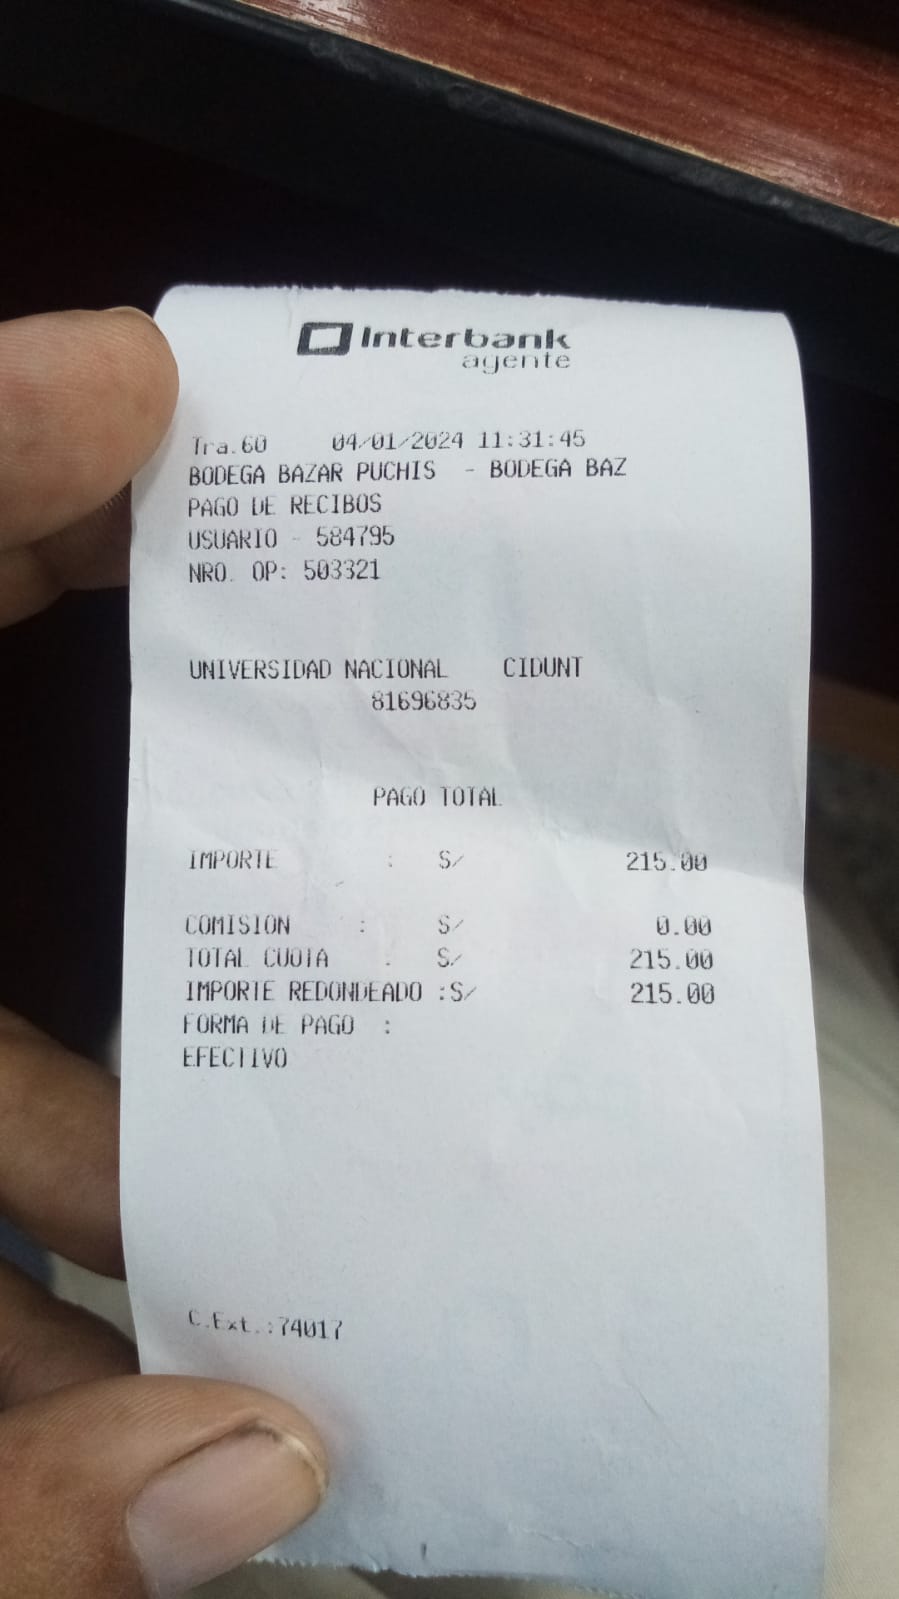 Interbank
agente
Tra.60 04/01/2024 11:31:45
BODEGA BAZAR PUCHIS - BODEGA BAZ
PAGO DE RECIBOS
USUARIO - 584795
NRO. OP: 503321
UNIVERSIDAD NACIONAL CIDUNT
81696835
PAGO TOTAL
IMPORTE : S/ 215.00
COMISION : S/ 0.00
TOTAL CUOTA : S/ 215.00
IMPORTE REDONDEADO :S/ 215.00
FORMA DE PAGO :
EFECTIVO
C.Ext.:74017